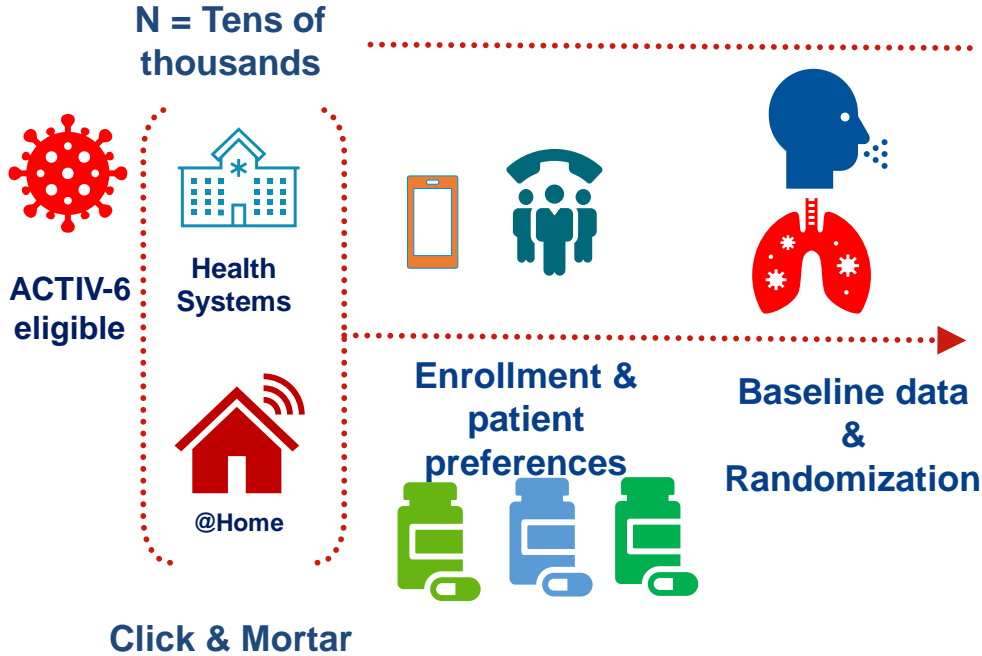 N = Tens of
thousands
ACTIV-6
eligible
Health
Systems
@Home
Click & Mortar
Enrollment &
patient
preferences
Baseline data
&
Randomization